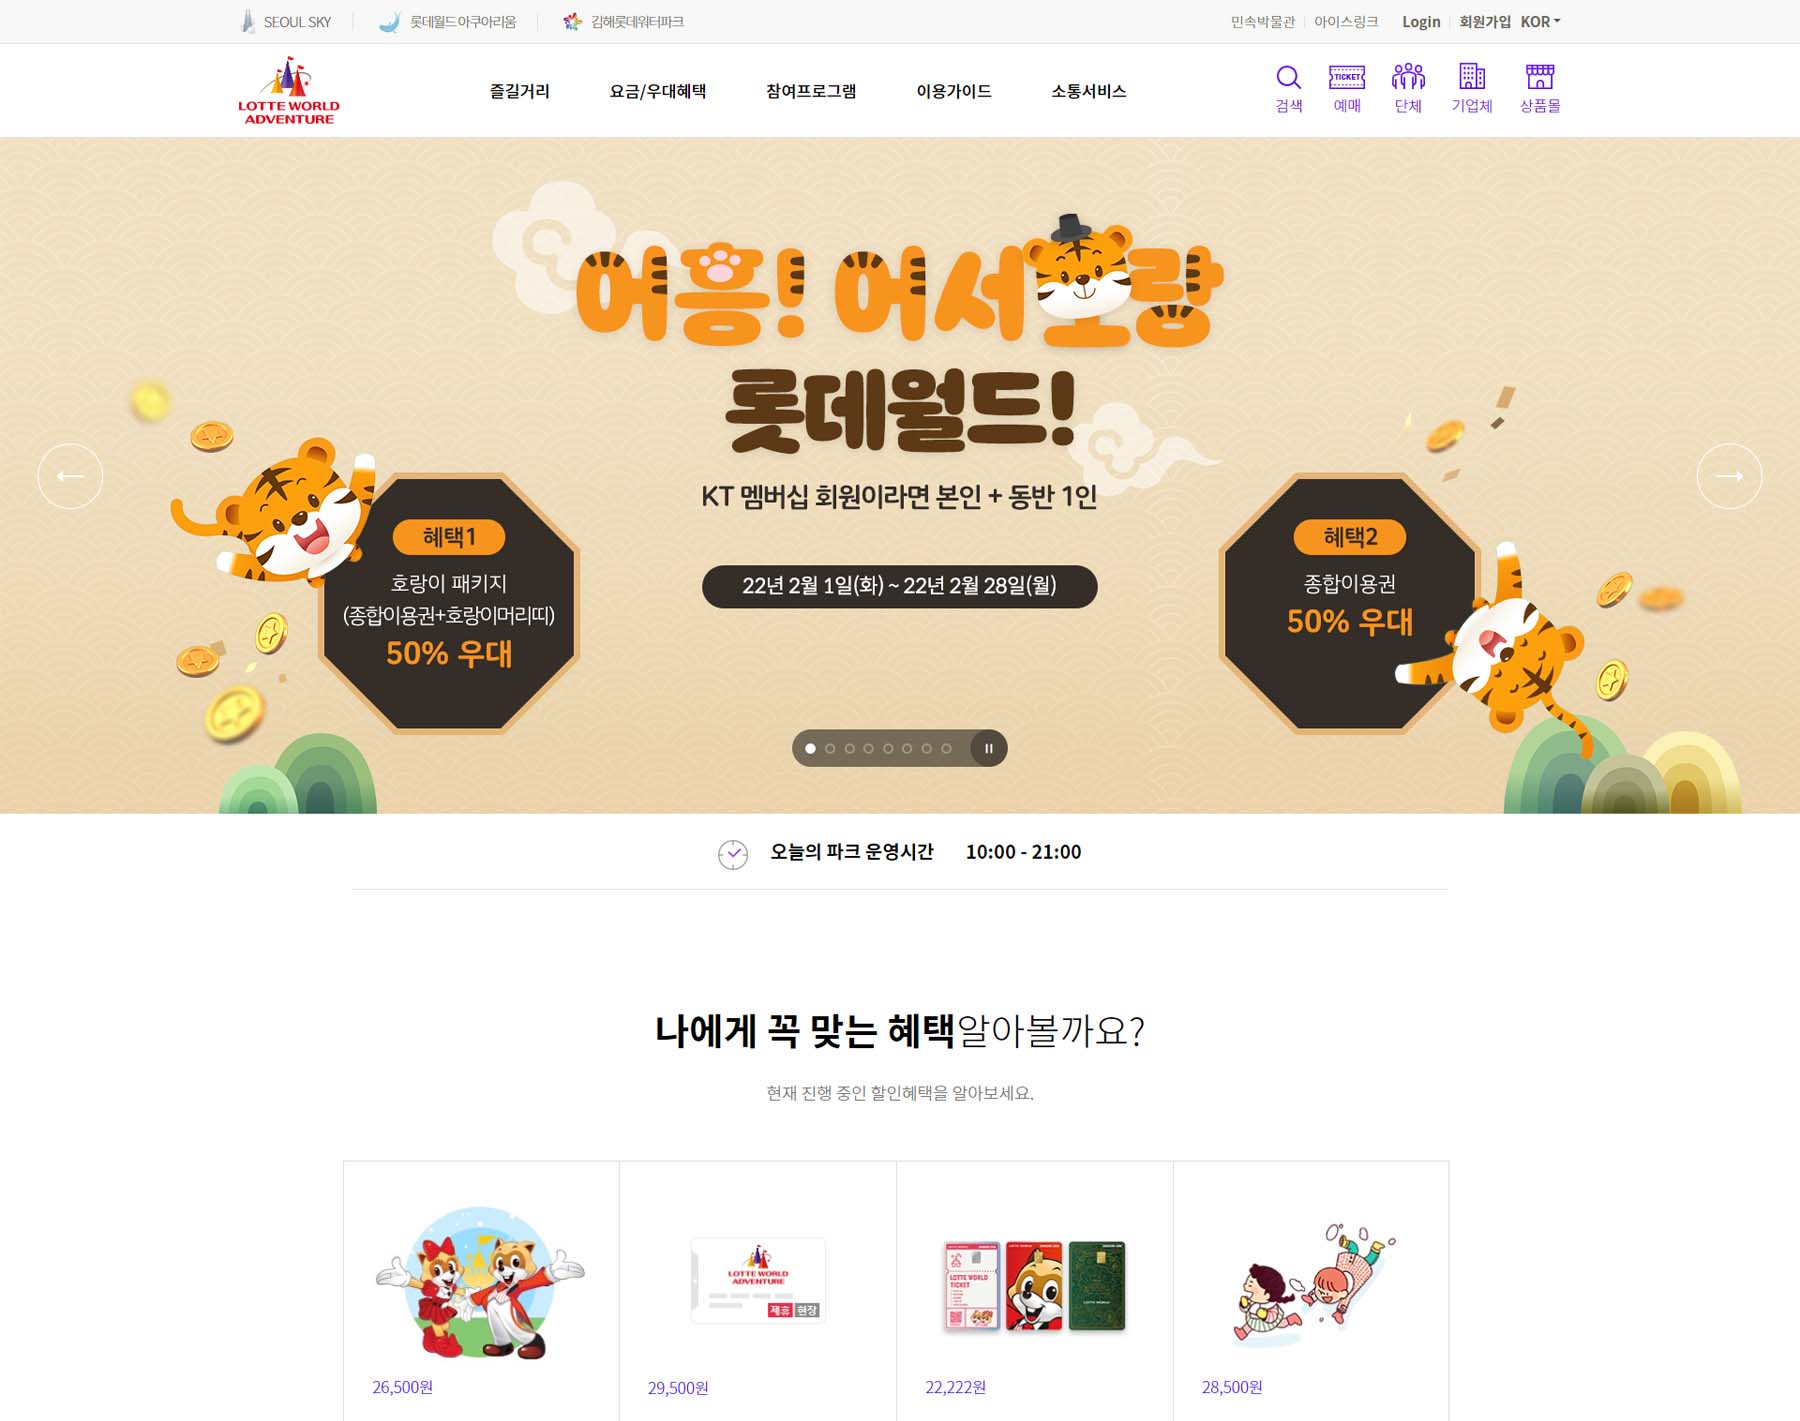 SEOUL SKY
롯데월드 아쿠아리움
김해롯데워터파크
민속박물관
아이스링크
Login
회원가입
KOR
LOTTE WORLD
ADVENTURE
즐길거리
요금/우대혜택
참여프로그램
이용가이드
소통서비스
검색
TICKET
예매
단체
기업체
상품몰
어흥! 어서오랑
롯데월드!
KT 멤버십 회원이라면 본인 + 동반 1인
22년 2월 1일(화) ~ 22년 2월 28일(월)
혜택1
호랑이 패키지
(종합이용권+호랑이머리띠)
50% 우대
혜택2
종합이용권
50% 우대
오늘의 파크 운영시간 10:00 - 21:00
나에게 꼭 맞는 혜택알아볼까요?
현재 진행 중인 할인혜택을 알아보세요.
LOTTE WORLD
ADVENTURE
제휴 현장
LOTTE WORLD
TICKET
26,500원
29,500원
22,222원
28,500원